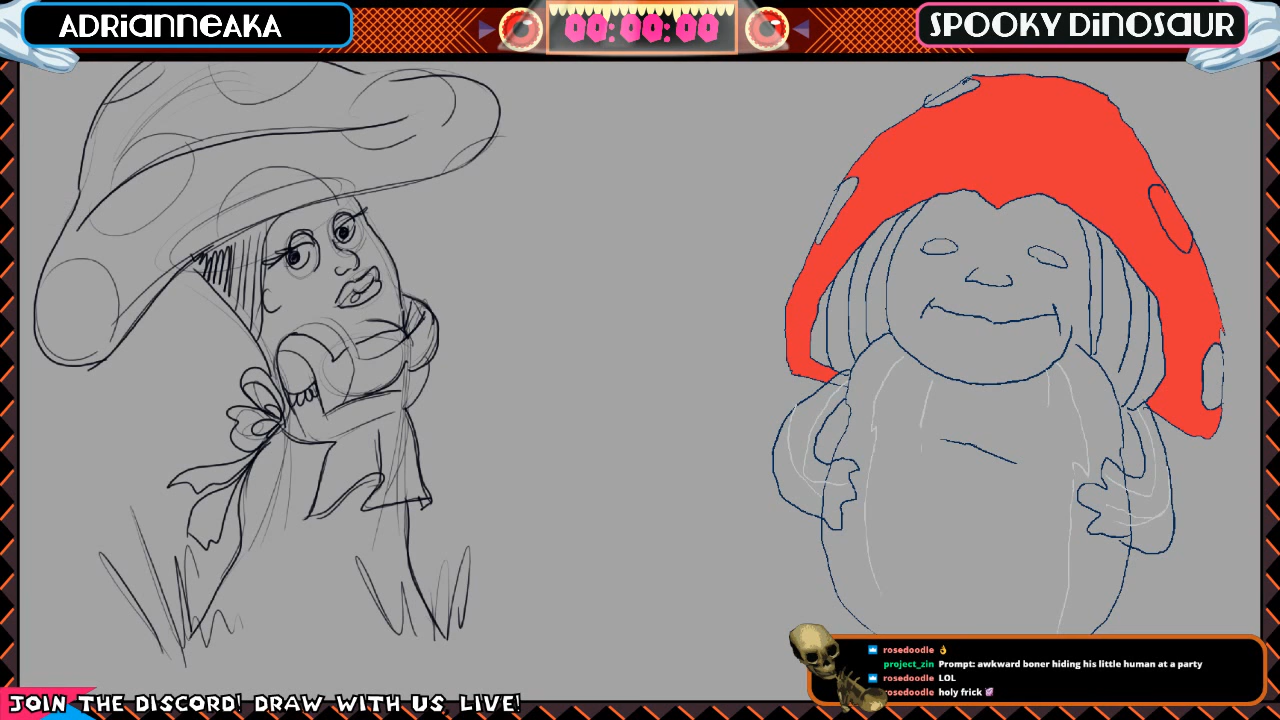 ADRIANNEAKA
00:00:00
SPOOKY DINOSAUR
rosedoodle 👌
project_zin Prompt: awkward boner hiding his little human at a party
rosedoodle LOL
rosedoodle holy frick
JOIN THE DISCORD! DRAW WITH US, LIVE!